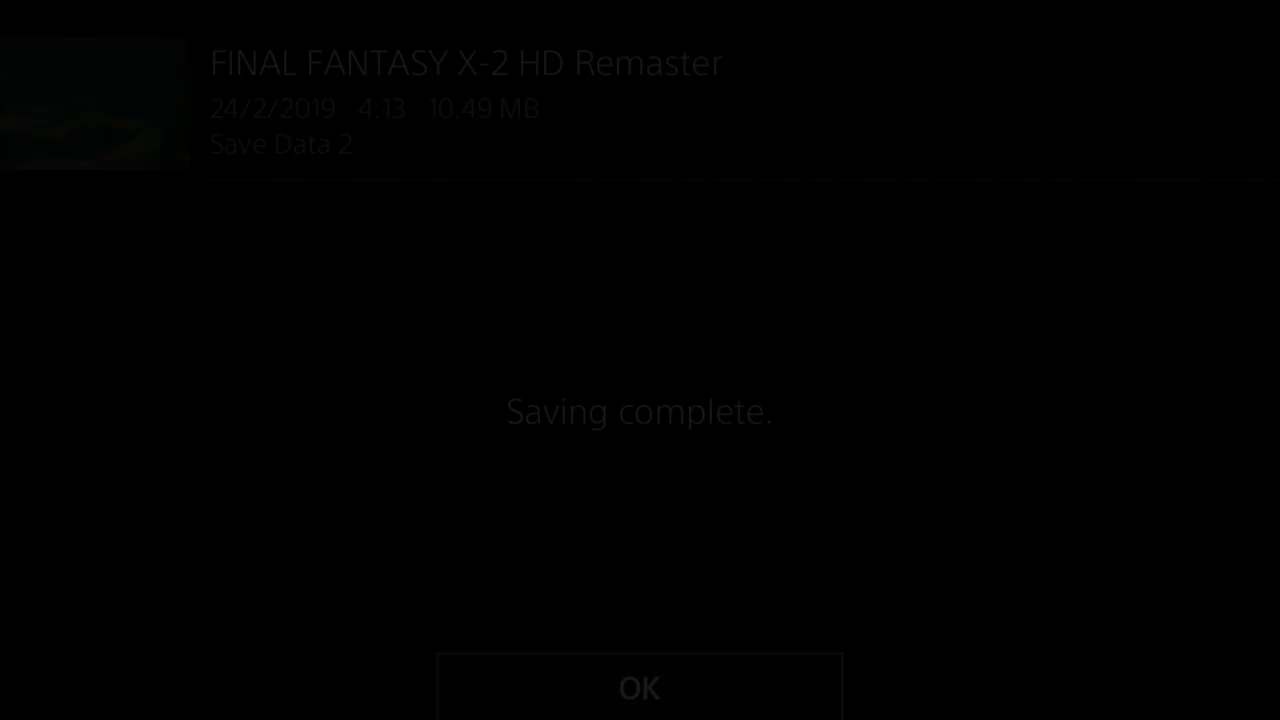 FINAL FANTASY X-2 HD Remaster
24/2/2019 4:13 10.49 MB
Save Data 2
Saving complete.
OK